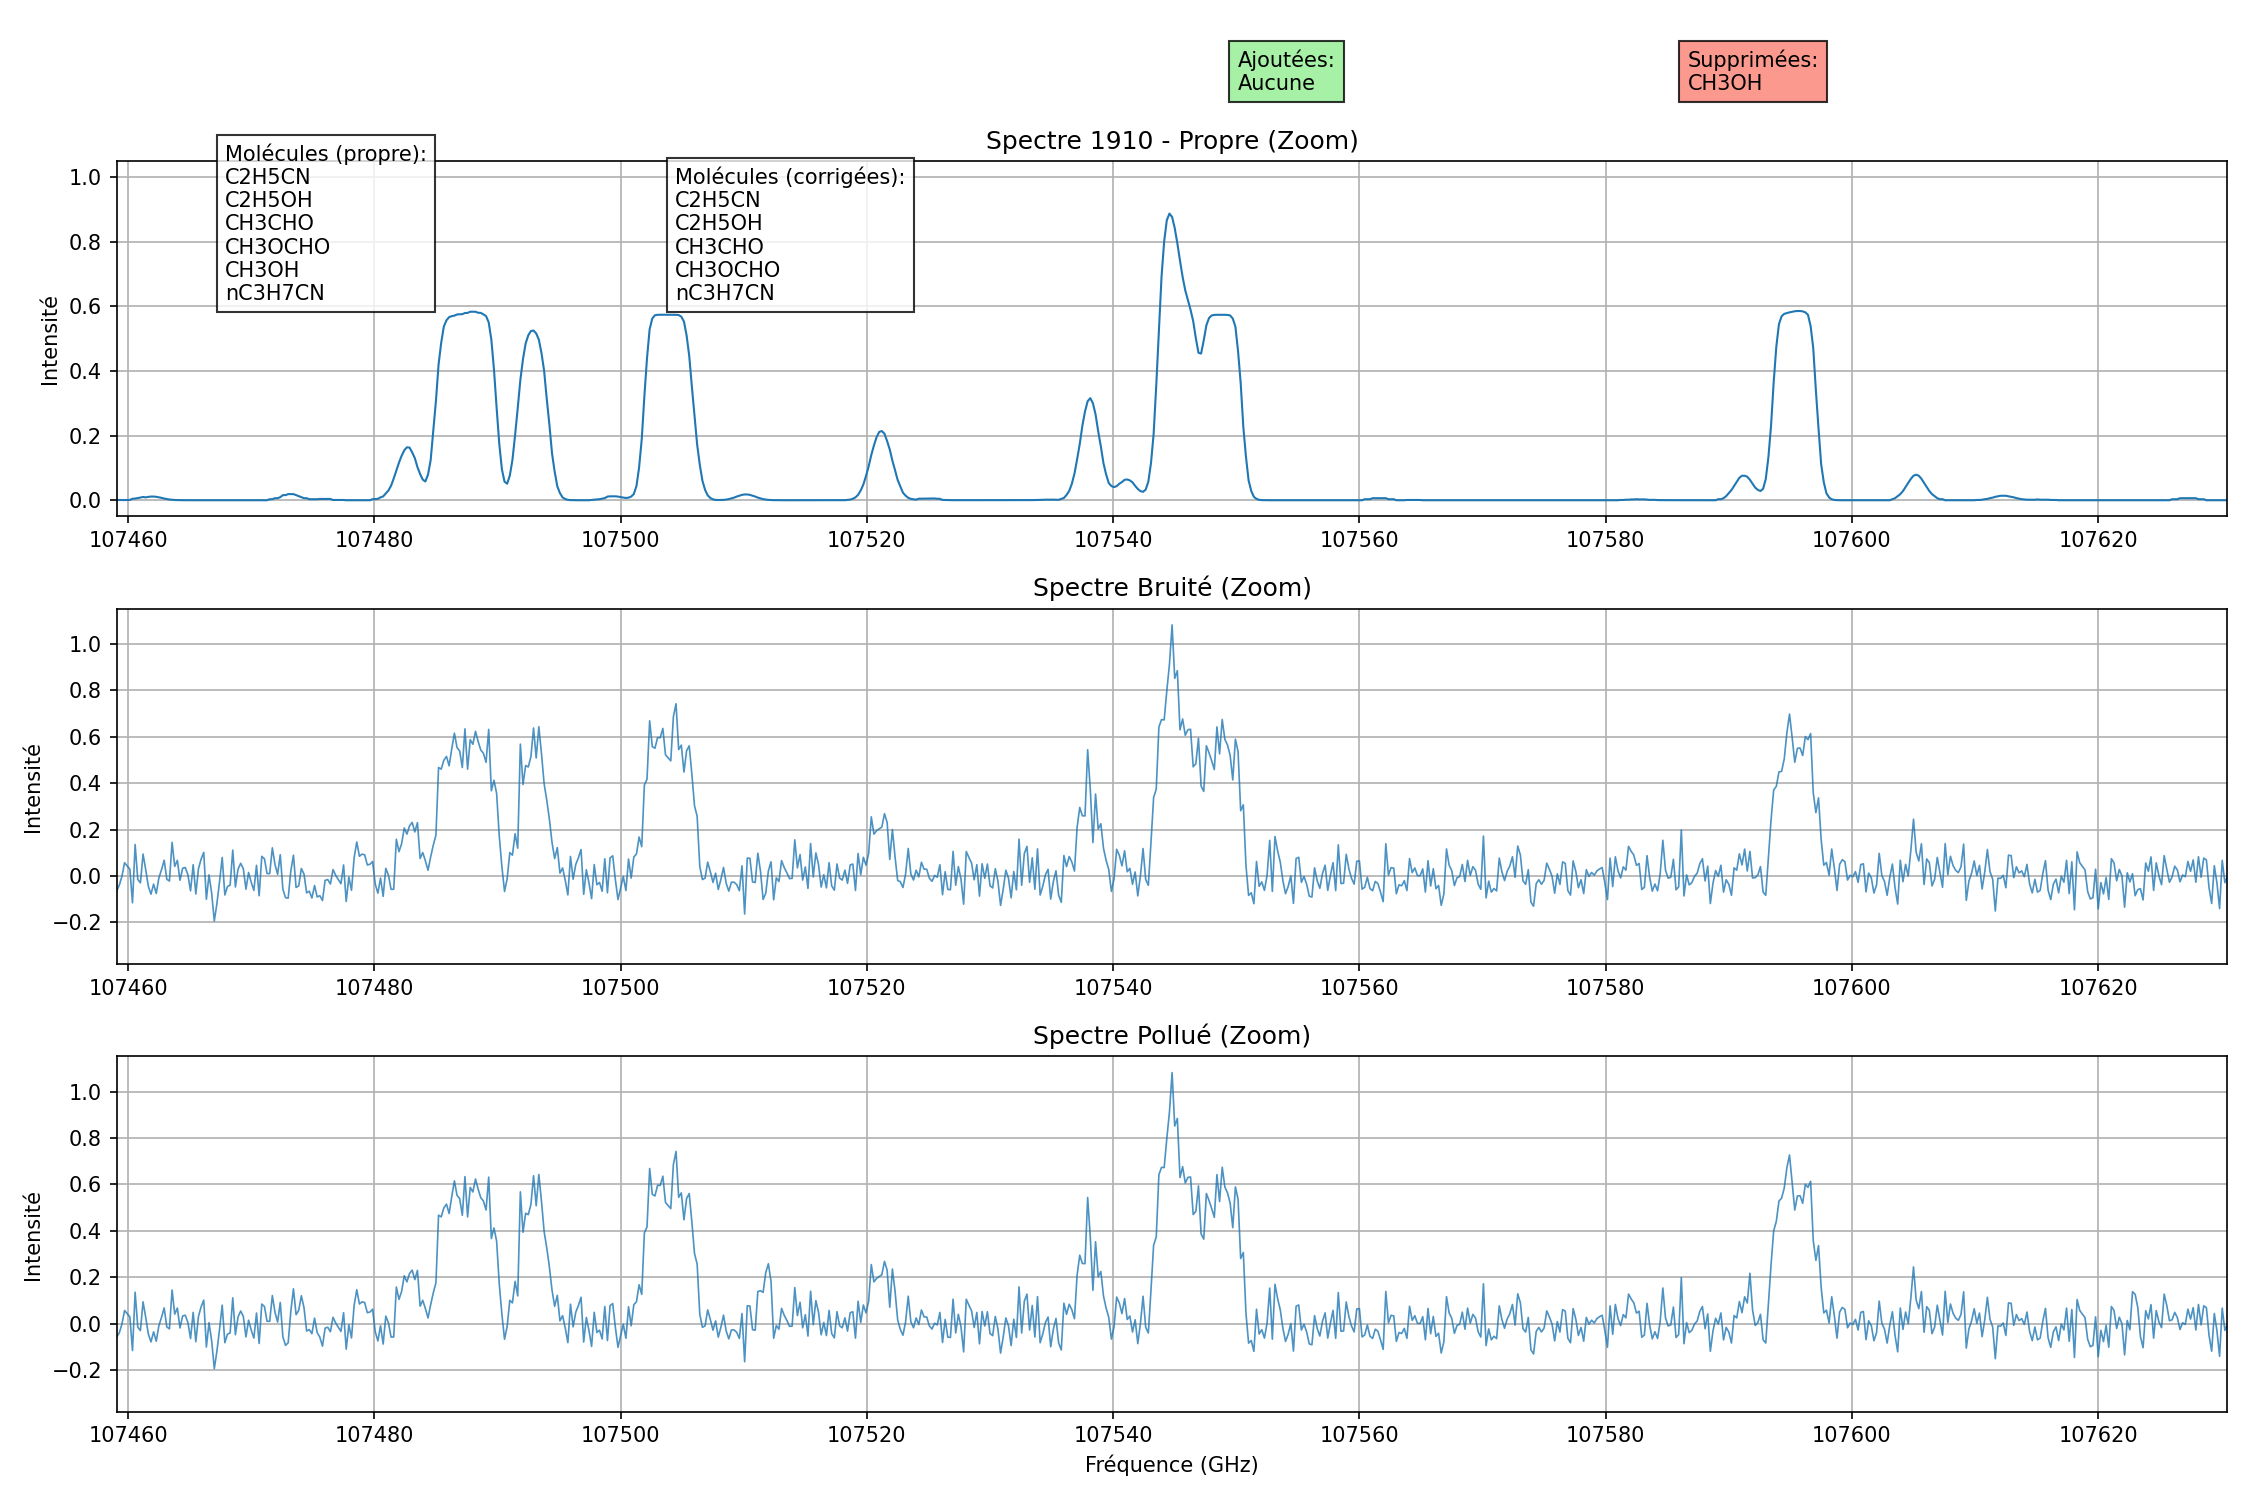 Ajoutées:
Aucune
Supprimées:
CH3OH
Spectre 1910 - Propre (Zoom)
Molécules (propre):
C2H5CN
C2H5OH
CH3CHO
CH3OCHO
CH3OH
nC3H7CN
Molécules (corrigées):
C2H5CN
C2H5OH
CH3CHO
CH3OCHO
nC3H7CN
Intensité
1.0
0.8
0.6
0.4
0.2
0.0
107460 107480 107500 107520 107540 107560 107580 107600 107620
Spectre Bruité (Zoom)
Intensité
1.0
0.8
0.6
0.4
0.2
0.0
−0.2
107460 107480 107500 107520 107540 107560 107580 107600 107620
Spectre Pollué (Zoom)
Intensité
1.0
0.8
0.6
0.4
0.2
0.0
−0.2
107460 107480 107500 107520 107540 107560 107580 107600 107620
Fréquence (GHz)